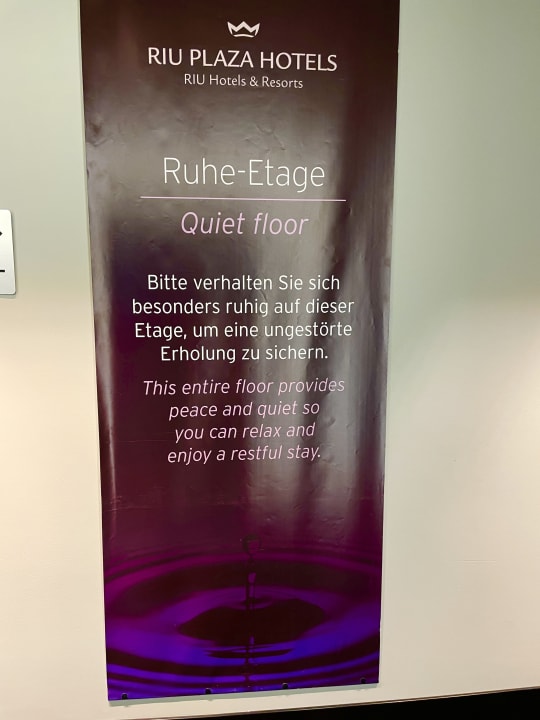 RIU PLAZA HOTELS
RIU Hotels & Resorts
Ruhe-Etage
Quiet floor
Bitte verhalten Sie sich
besonders ruhig auf dieser
Etage, um eine ungestörte
Erholung zu sichern.
This entire floor provides
peace and quiet so
you can relax and
enjoy a restful stay.